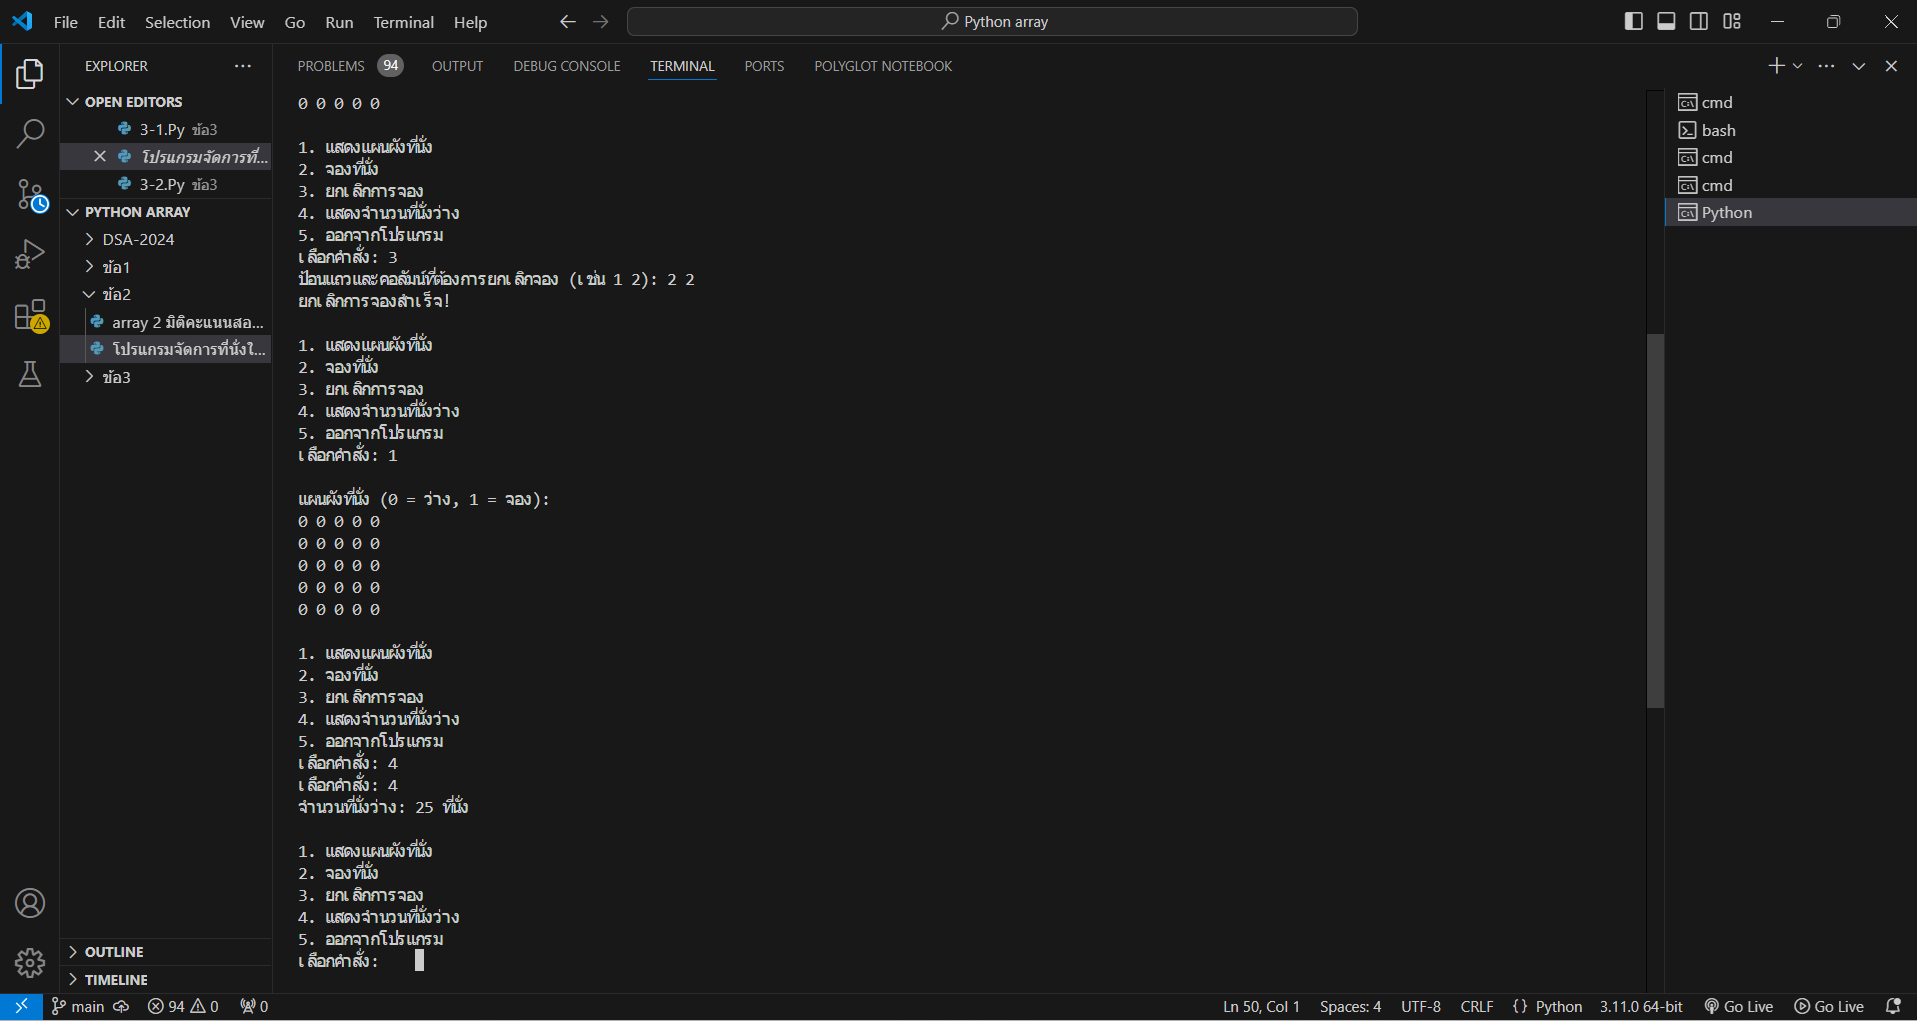 File Edit Selection View Go Run Terminal Help
Python array
EXPLORER
OPEN EDITORS
3-1.Py ข้อ3
โปรแกรมจัดการที่...
3-2.Py ข้อ3
PYTHON ARRAY
DSA-2024
ข้อ1
ข้อ2
array 2 มิติคะแนนสอ...
โปรแกรมจัดการที่นั่งใ...
ข้อ3
OUTLINE
TIMELINE
PROBLEMS 94 OUTPUT DEBUG CONSOLE TERMINAL PORTS POLYGLOT NOTEBOOK
0 0 0 0 0
1. แสดงแผนผังที่นั่ง
2. จองที่นั่ง
3. ยกเลิกการจอง
4. แสดงจำนวนที่นั่งว่าง
5. ออกจากโปรแกรม
เลือกคำสั่ง: 3
ป้อนแถวและคอลัมน์ที่ต้องการยกเลิกจอง (เช่น 1 2): 2 2
ยกเลิกการจองสำเร็จ!
1. แสดงแผนผังที่นั่ง
2. จองที่นั่ง
3. ยกเลิกการจอง
4. แสดงจำนวนที่นั่งว่าง
5. ออกจากโปรแกรม
เลือกคำสั่ง: 1
แผนผังที่นั่ง (0 = ว่าง, 1 = จอง):
0 0 0 0 0
0 0 0 0 0
0 0 0 0 0
0 0 0 0 0
0 0 0 0 0
1. แสดงแผนผังที่นั่ง
2. จองที่นั่ง
3. ยกเลิกการจอง
4. แสดงจำนวนที่นั่งว่าง
5. ออกจากโปรแกรม
เลือกคำสั่ง: 4
เลือกคำสั่ง: 4
จำนวนที่นั่งว่าง: 25 ที่นั่ง
1. แสดงแผนผังที่นั่ง
2. จองที่นั่ง
3. ยกเลิกการจอง
4. แสดงจำนวนที่นั่งว่าง
5. ออกจากโปรแกรม
เลือกคำสั่ง:
cmd
bash
cmd
cmd
Python
main 94 0 0 Ln 50, Col 1 Spaces: 4 UTF-8 CRLF {} Python 3.11.0 64-bit Go Live Go Live